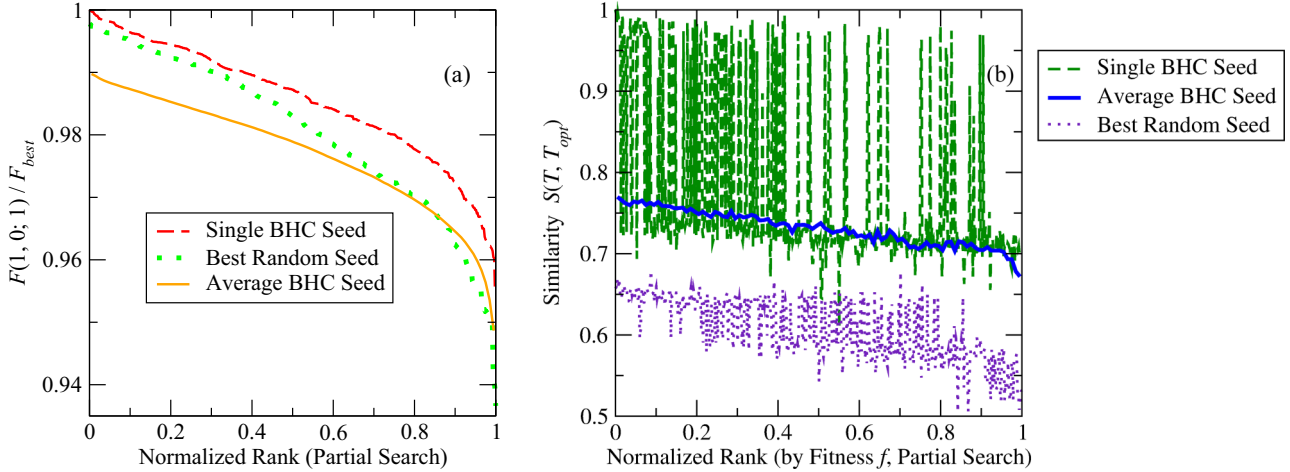 1
0.98
0.96
0.94
F(1, 0; 1) / F_best
(a)
Single BHC Seed
Best Random Seed
Average BHC Seed
0 0.2 0.4 0.6 0.8 1
Normalized Rank (Partial Search)
1
0.9
0.8
0.7
0.6
0.5
Similarity S(T, T_opt)
(b)
0 0.2 0.4 0.6 0.8 1
Normalized Rank (by Fitness f, Partial Search)
Single BHC Seed
Average BHC Seed
Best Random Seed